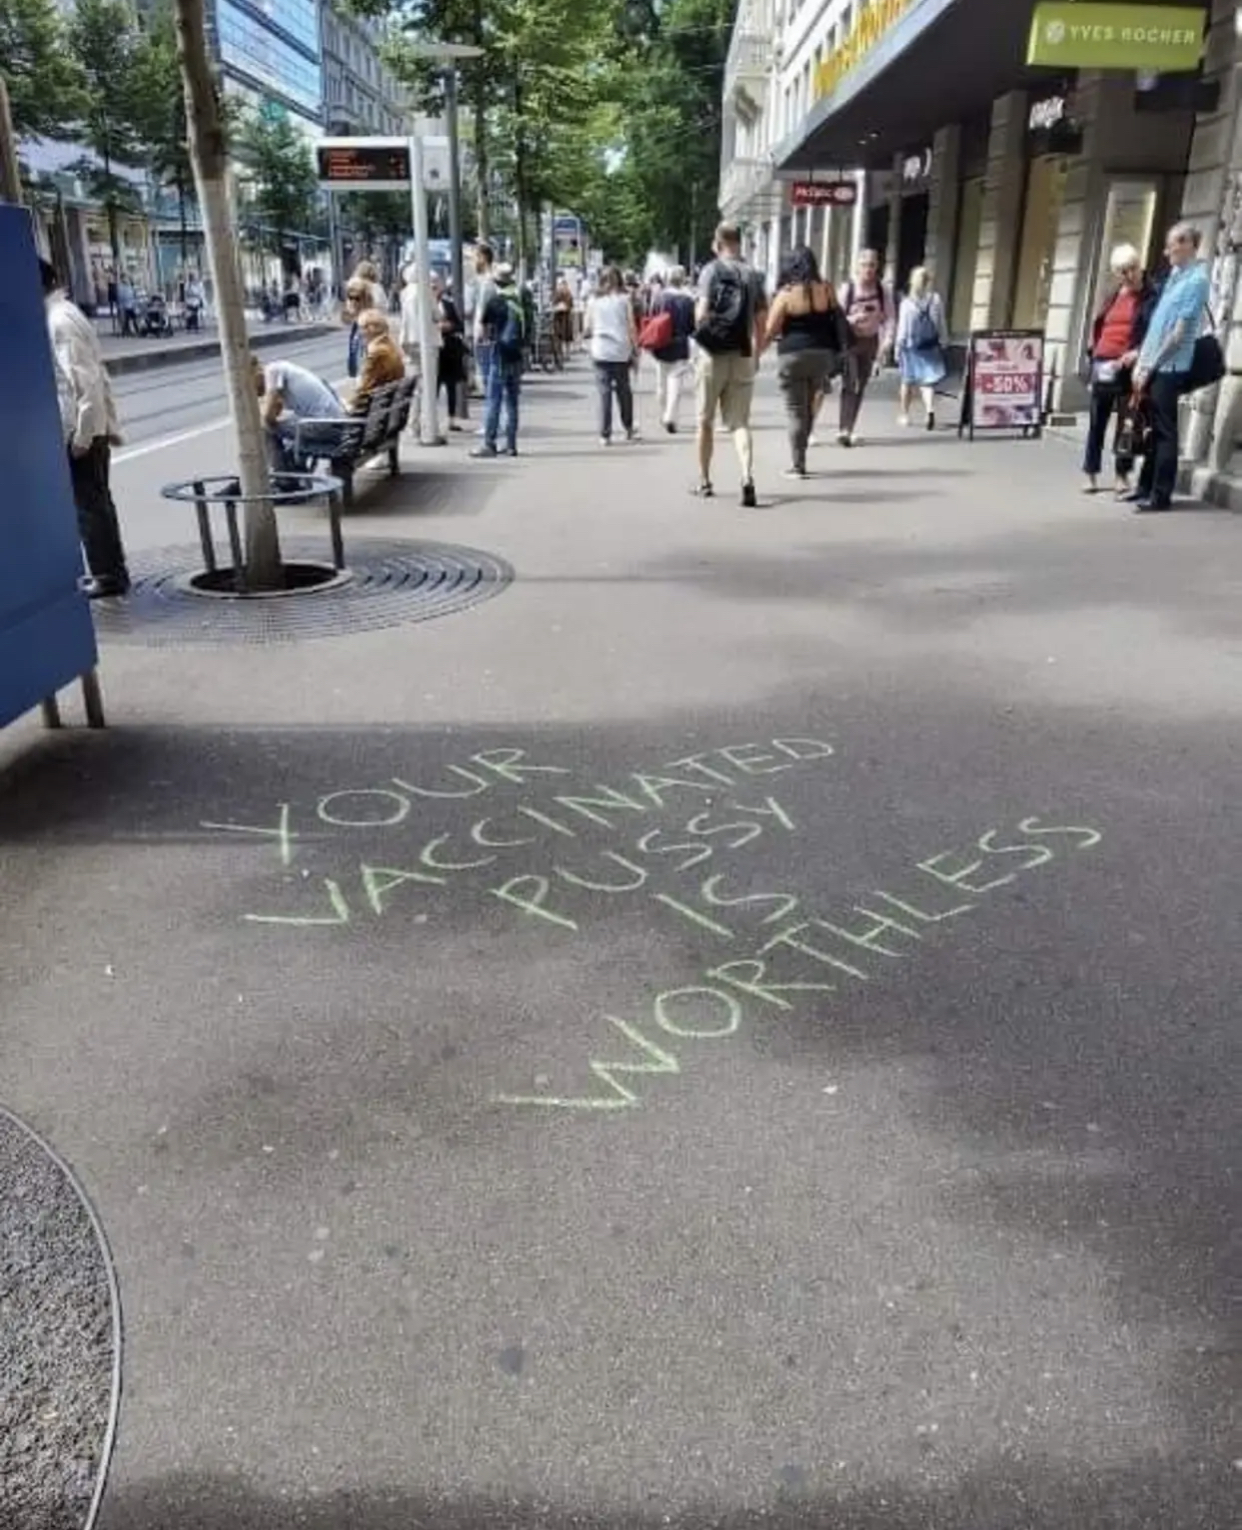 YVES ROCHER
-50%
YOUR
VACCINATED
PUSSY
IS
WORTHLESS